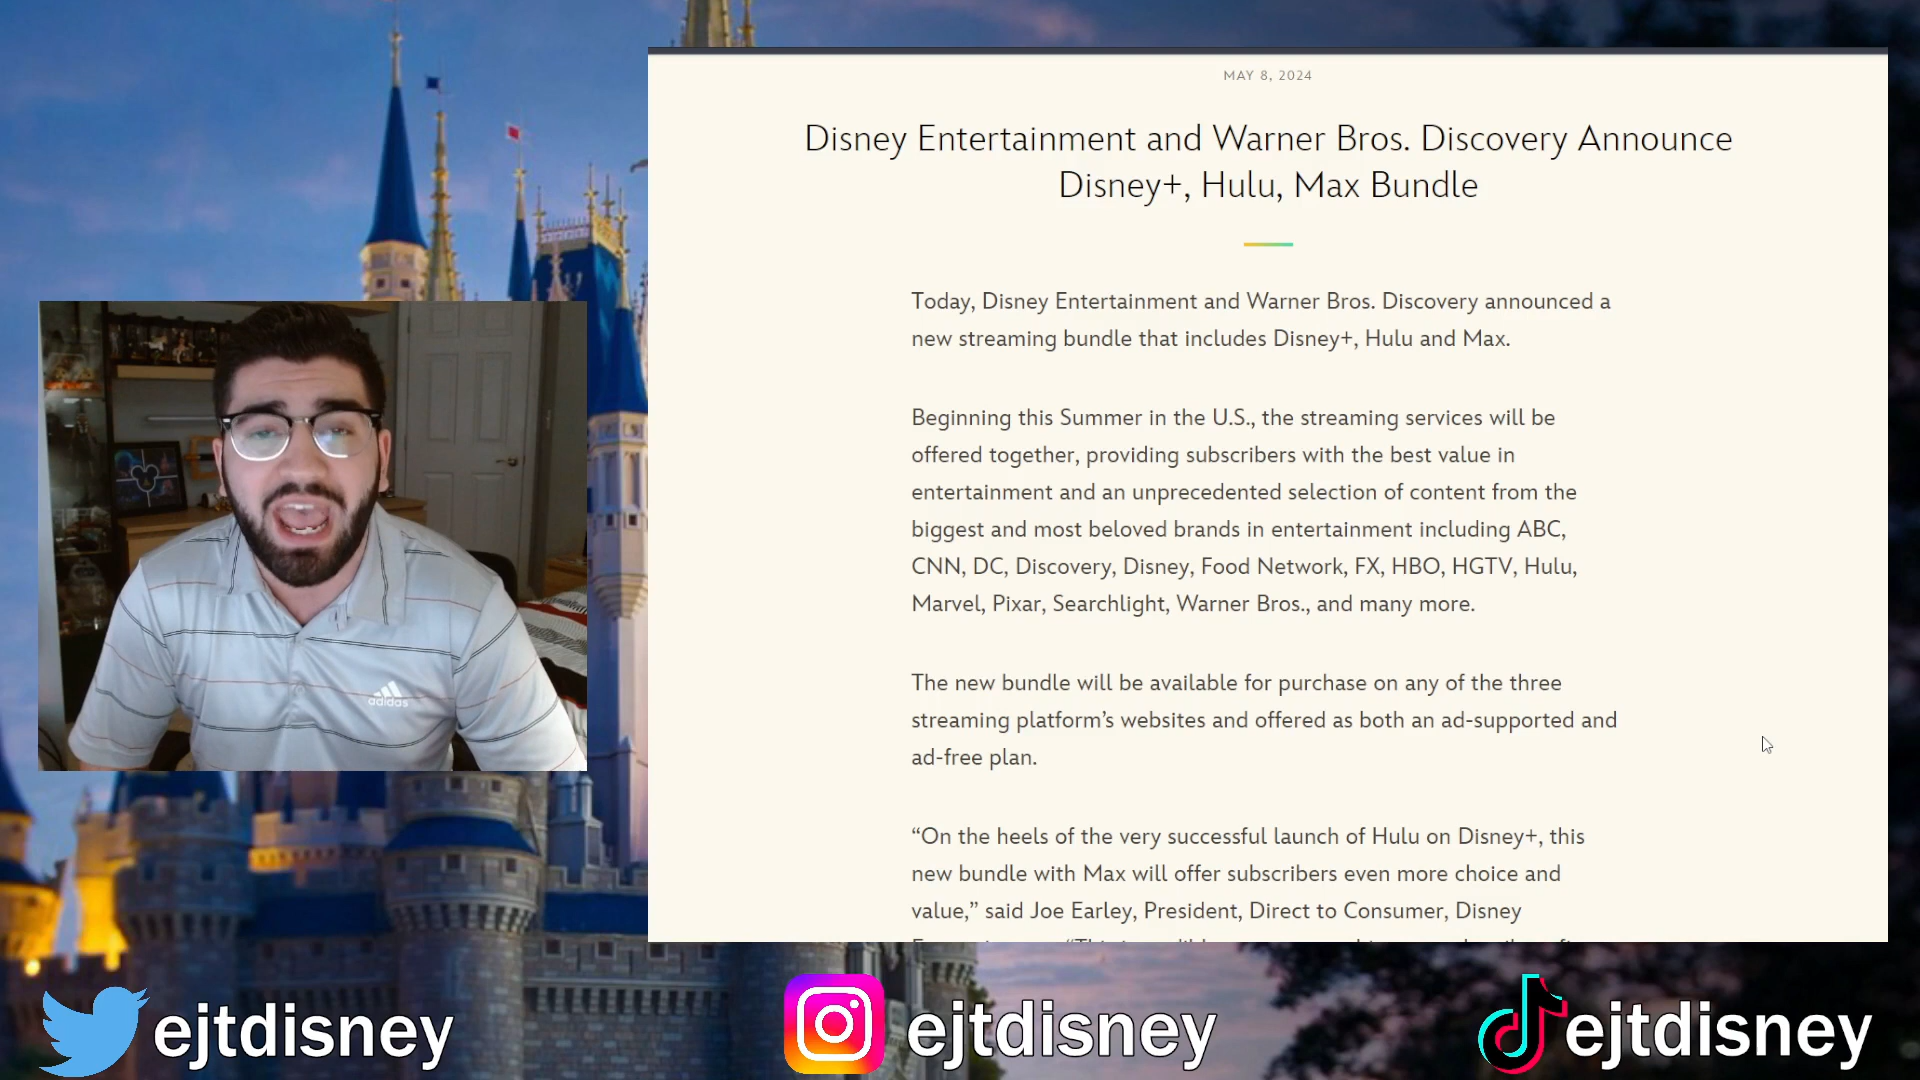 MAY 8, 2024
Disney Entertainment and Warner Bros. Discovery Announce
Disney+, Hulu, Max Bundle
Today, Disney Entertainment and Warner Bros. Discovery announced a
new streaming bundle that includes Disney+, Hulu and Max.
Beginning this Summer in the U.S., the streaming services will be
offered together, providing subscribers with the best value in
entertainment and an unprecedented selection of content from the
biggest and most beloved brands in entertainment including ABC,
CNN, DC, Discovery, Disney, Food Network, FX, HBO, HGTV, Hulu,
Marvel, Pixar, Searchlight, Warner Bros., and many more.
The new bundle will be available for purchase on any of the three
streaming platform’s websites and offered as both an ad-supported and
ad-free plan.
“On the heels of the very successful launch of Hulu on Disney+, this
new bundle with Max will offer subscribers even more choice and
value,” said Joe Earley, President, Direct to Consumer, Disney
adidas
ejtdisney
ejtdisney
ejtdisney